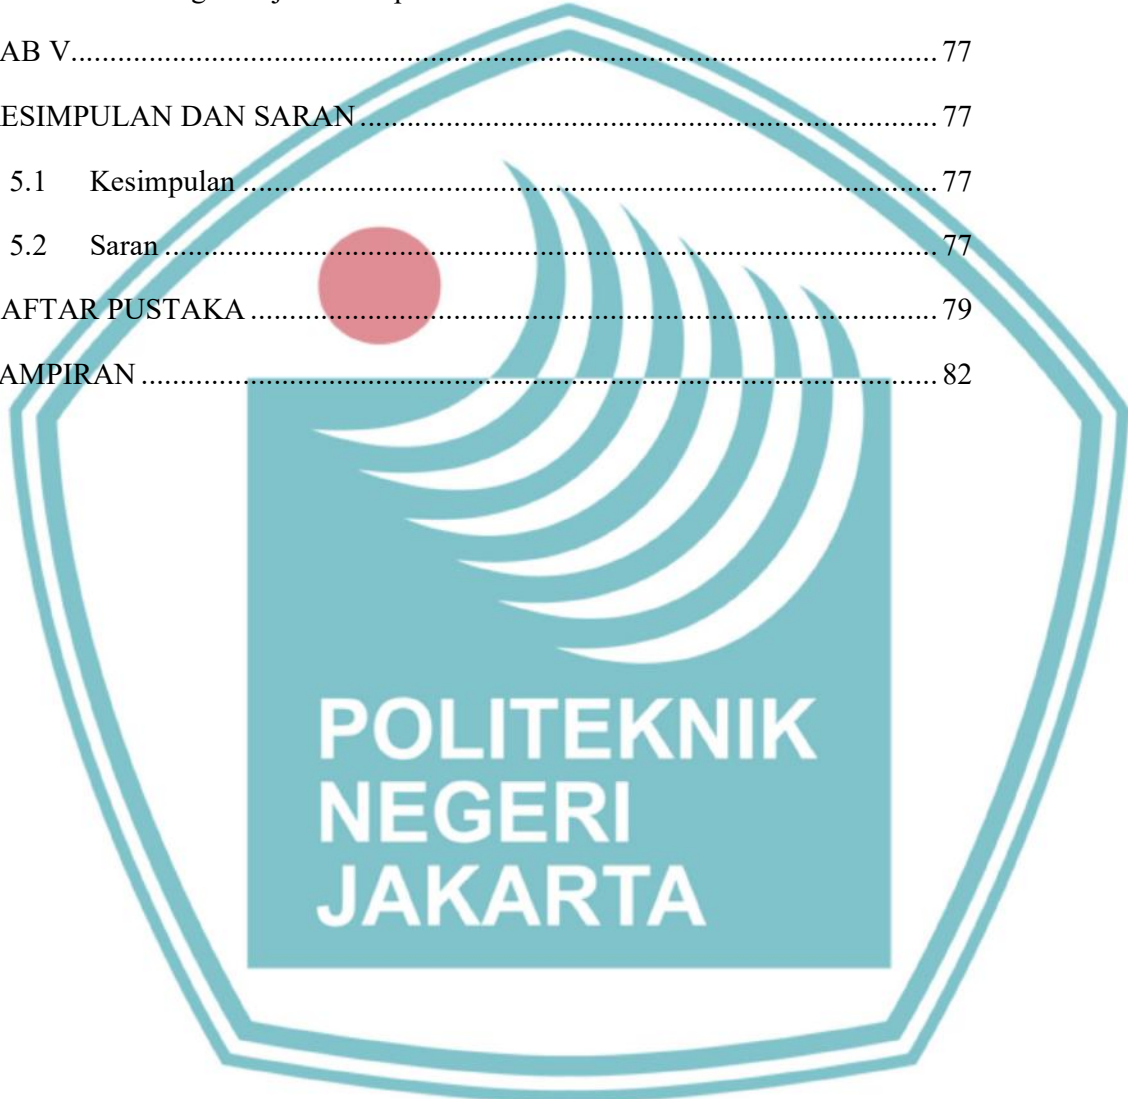 AB V.......................................................................................................... 77
ESIMPULAN DAN SARAN.......................................................................... 77
5.1 Kesimpulan.......................................................................................... 77
5.2 Saran.................................................................................................... 77
AFTAR PUSTAKA........................................................................................ 79
AMPIRAN...................................................................................................... 82
POLITEKNIK
NEGERI
JAKARTA